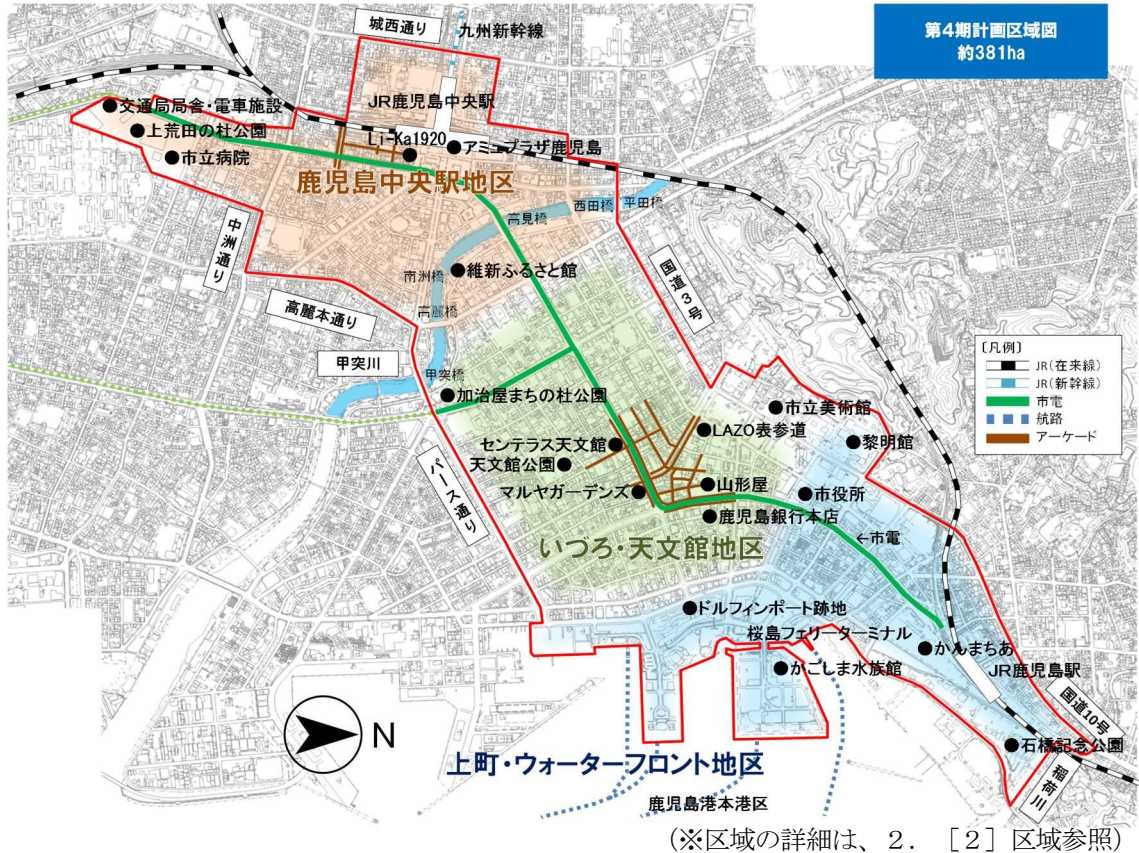 第4期計画区域図
約381ha
城西通り
九州新幹線
JR鹿児島中央駅
交通局局舎・電車施設
上荒田の杜公園
市立病院
Li-Ka1920
アミュプラザ鹿児島
鹿児島中央駅地区
中洲通り
高見橋
西田橋
平田橋
南洲橋
維新ふるさと館
国道3号
高麗橋
高麗本通り
甲突川
甲突橋
加治屋まちの杜公園
〔凡例〕
JR(在来線)
JR(新幹線)
市電
航路
アーケード
市立美術館
LAZO表参道
黎明館
センテラス天文館
天文館公園
パース通り
マルヤガーデンズ
山形屋
市役所
鹿児島銀行本店
いづろ・天文館地区
←市電
ドルフィンポート跡地
桜島フェリーターミナル
かんまちあ
かごしま水族館
JR鹿児島駅
国道10号
石橋記念公園
稲荷川
N
上町・ウォーターフロント地区
鹿児島港本港区
(※区域の詳細は、2.［2］区域参照)